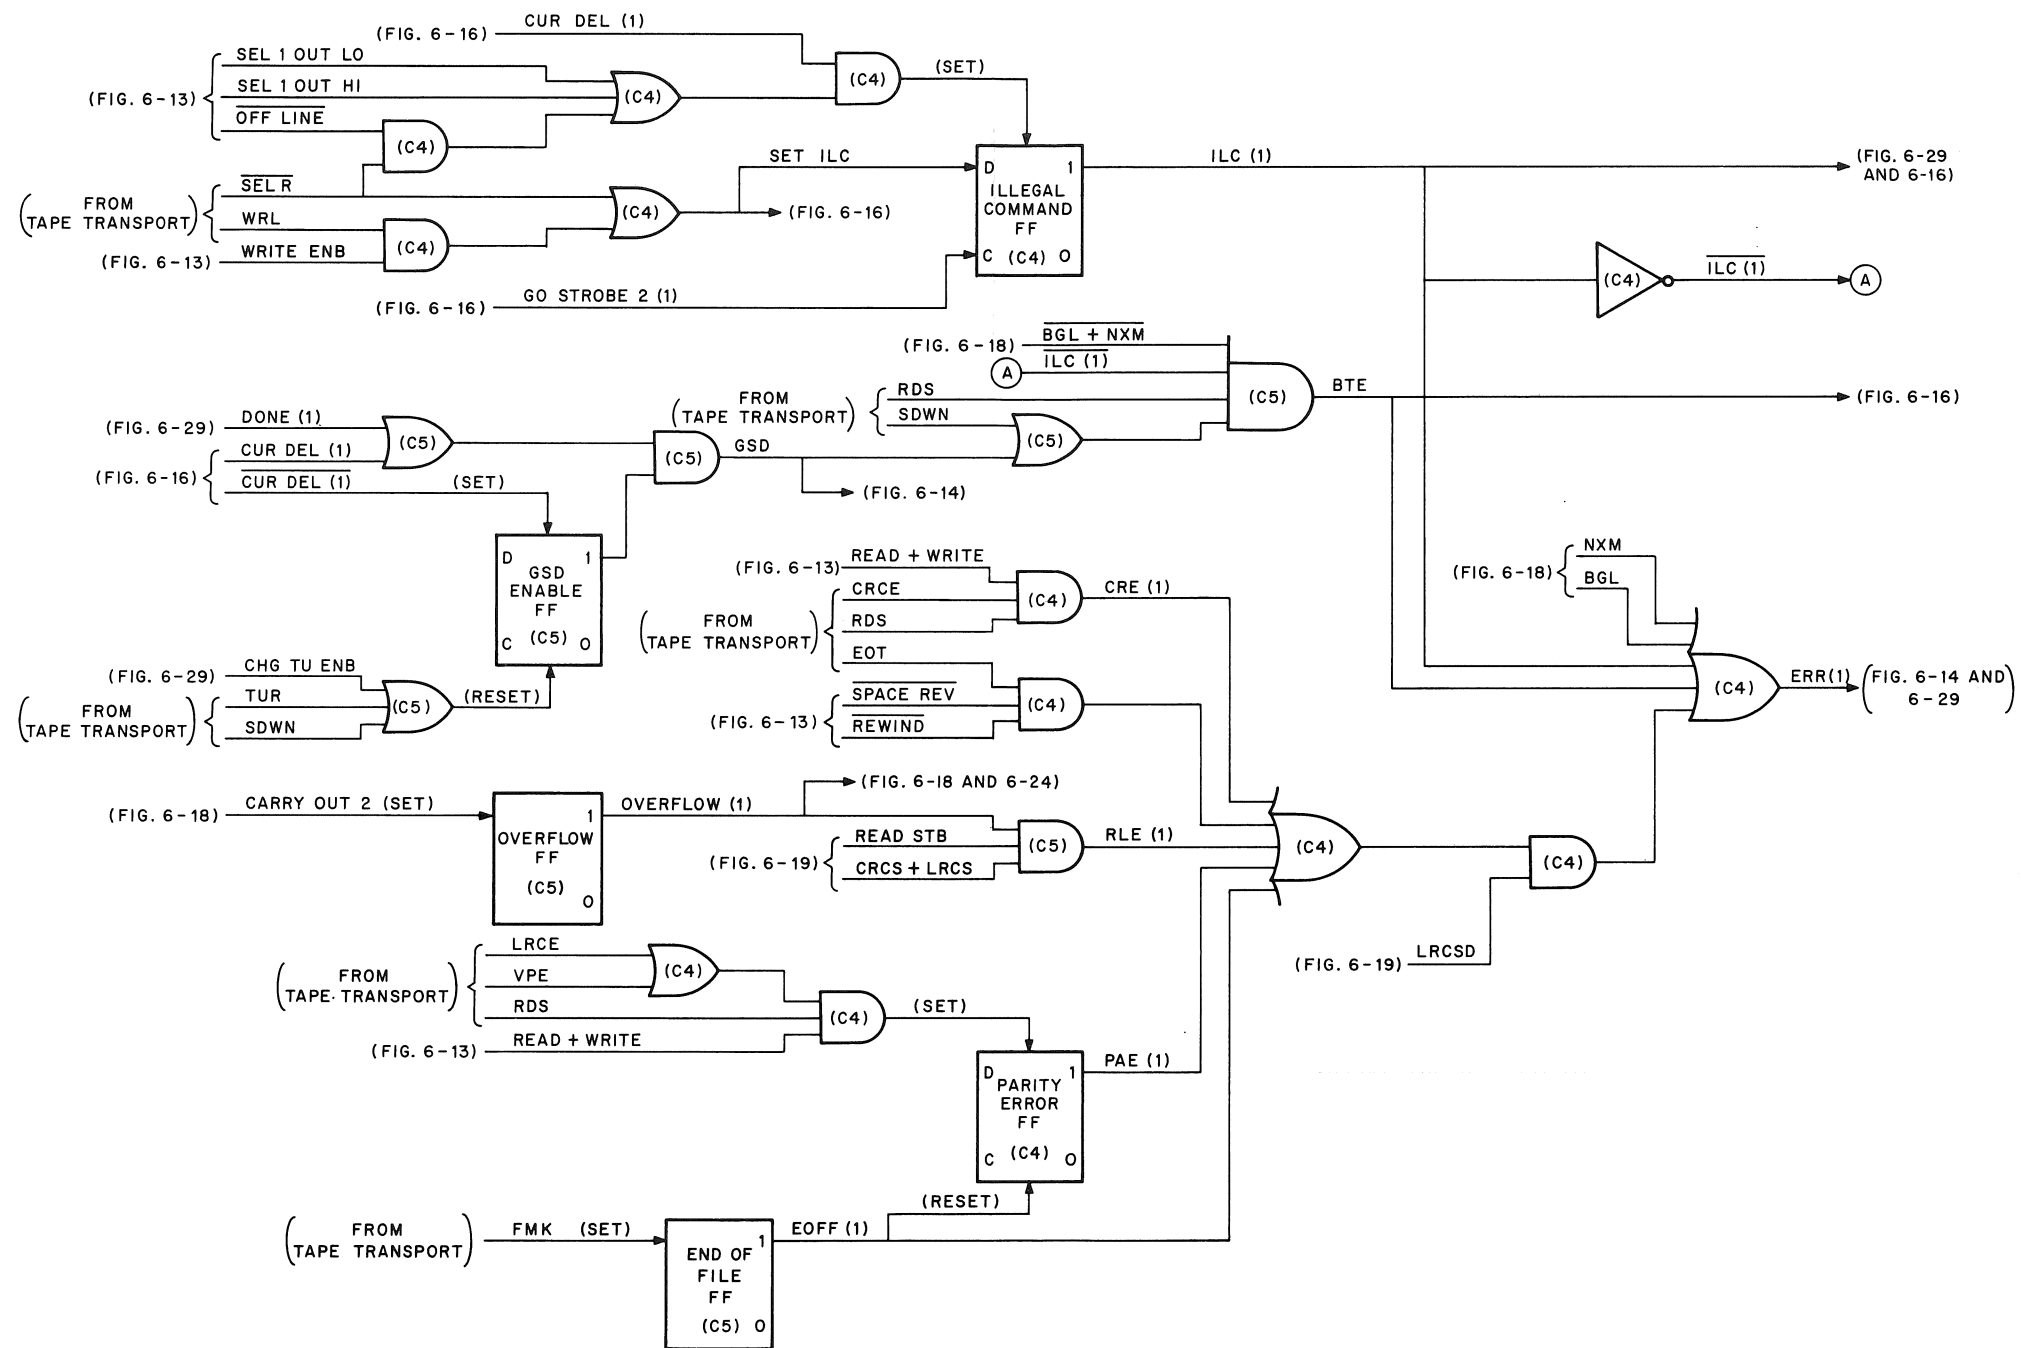 CUR DEL (1)
(FIG. 6-16)
SEL 1 OUT LO
SEL 1 OUT HI
(FIG. 6-13)
OFF LINE
(C4)
(C4)
(C4)
(SET)
SEL R
(FROM TAPE TRANSPORT)
WRL
(C4)
WRITE ENB
(FIG. 6-13)
(C4)
SET ILC
(FIG. 6-16)
D 1
ILLEGAL
COMMAND
FF
C (C4) O
GO STROBE 2 (1)
(FIG. 6-16)
ILC (1)
(FIG. 6-29
AND 6-16)
(C4)
ILC (1)
A
BGL + NXM
(FIG. 6-18)
ILC (1)
A
RDS
SDWN
(FROM
TAPE TRANSPORT)
(C5)
(C5)
BTE
(FIG. 6-16)
DONE (1)
(FIG. 6-29)
CUR DEL (1)
(FIG. 6-16)
CUR DEL (1)
(SET)
(C5)
(C5)
GSD
(FIG. 6-14)
D 1
GSD
ENABLE
FF
C (C5) O
CHG TU ENB
(FIG. 6-29)
TUR
SDWN
(FROM
TAPE TRANSPORT)
(C5)
(RESET)
READ + WRITE
(FIG. 6-13)
CRCE
RDS
EOT
(FROM
TAPE TRANSPORT)
(C4)
CRE (1)
SPACE REV
REWIND
(FIG. 6-13)
(C4)
NXM
BGL
(FIG. 6-18)
(C4)
ERR(1)
(FIG. 6-14 AND
6-29)
CARRY OUT 2 (SET)
(FIG. 6-18)
1
OVERFLOW
FF
(C5)
O
OVERFLOW (1)
(FIG. 6-18 AND 6-24)
READ STB
CRCS + LRCS
(FIG. 6-19)
(C5)
RLE (1)
(C4)
(C4)
LRCSD
(FIG. 6-19)
LRCE
VPE
RDS
(FROM
TAPE TRANSPORT)
READ + WRITE
(FIG. 6-13)
(C4)
(C4)
(SET)
D 1
PARITY
ERROR
FF
C (C4) O
PAE (1)
(RESET)
(FROM
TAPE TRANSPORT)
FMK (SET)
1
END OF
FILE
FF
(C5) O
EOFF (1)